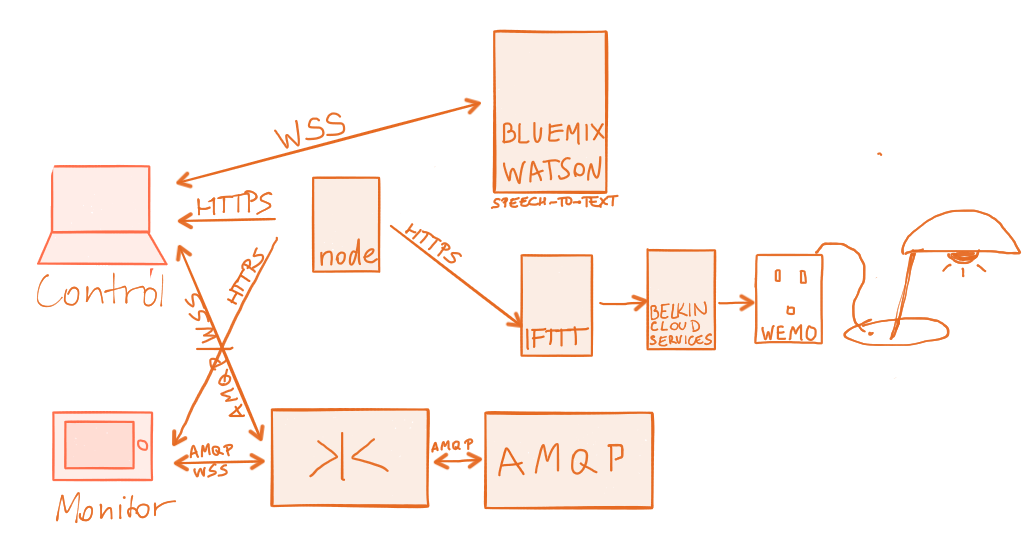 WSS
BLUEMIX
WATSON
SPEECH-TO-TEXT
HTTPS
node
HTTPS
HTTPS
Contról
IFTTT
BELKIN
CLOUD
SERVICES
WEMO
AMQP|WSS
AMQP
WSS
AMQP
AMQP
Monitor